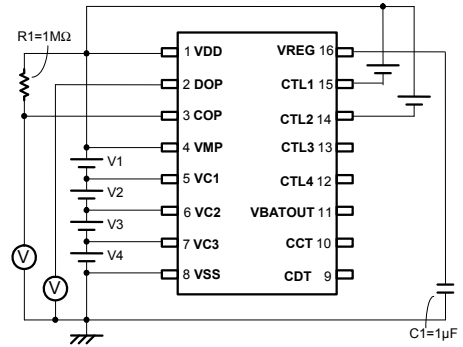 R1=1MΩ
1 VDD
2 DOP
3 COP
4 VMP
5 VC1
6 VC2
7 VC3
8 VSS
VREG 16
CTL1 15
CTL2 14
CTL3 13
CTL4 12
VBATOUT 11
CCT 10
CDT 9
V1
V2
V3
V4
V
V
C1=1µF